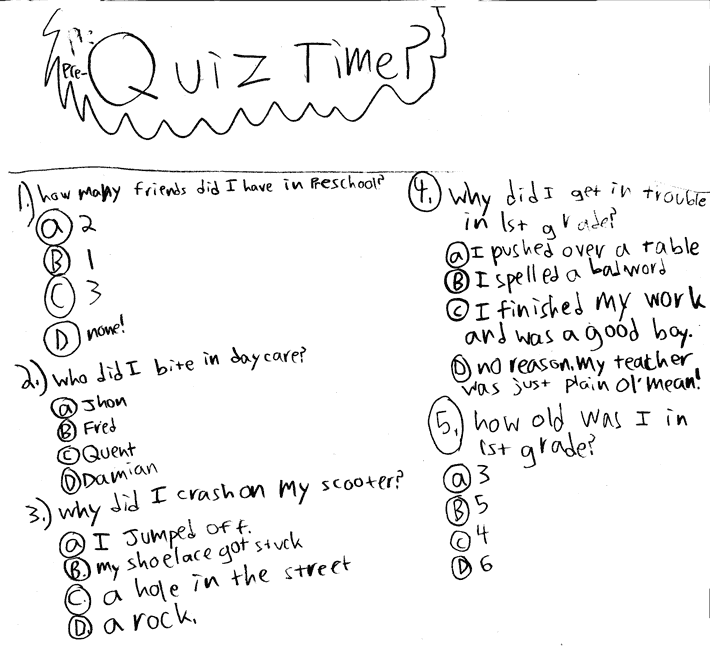 Pre-
Quiz Time?
1.) how many friends did I have in Preschool?
a 2
B 1
C 3
D none!
2.) who did I bite in daycare?
a Jhon
B Fred
C Quent
D Damian
3.) why did I crash on my scooter?
a I Jumped off.
B. my shoelace got stuck
C. a hole in the street
D. a rock.
4. why did I get in trouble
in 1st grade?
a I pushed over a table
B I spelled a bad word
C I finished my work
and was a good boy.
D no reason, my teacher
was just plain ol' mean!
5. how old was I in
1st grade?
a 3
B 5
C 4
D 6